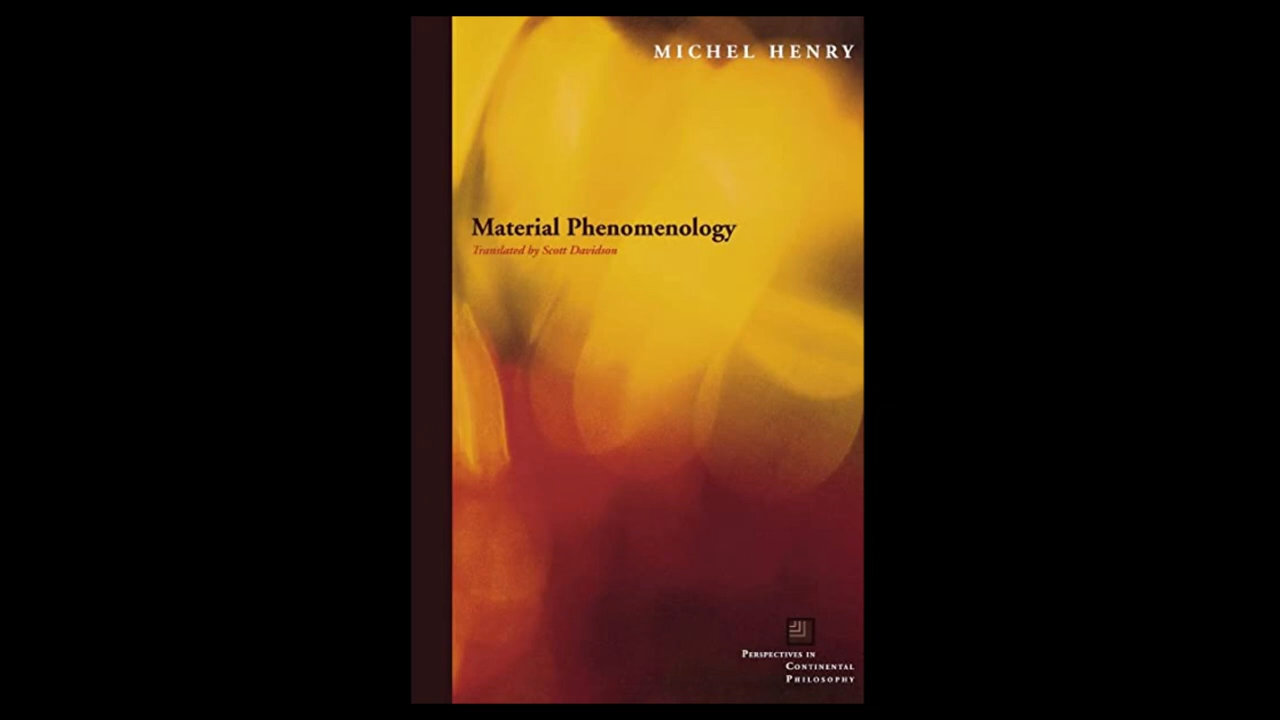 MICHEL HENRY
Material Phenomenology
Translated by Scott Davidson
PERSPECTIVES IN
CONTINENTAL
PHILOSOPHY